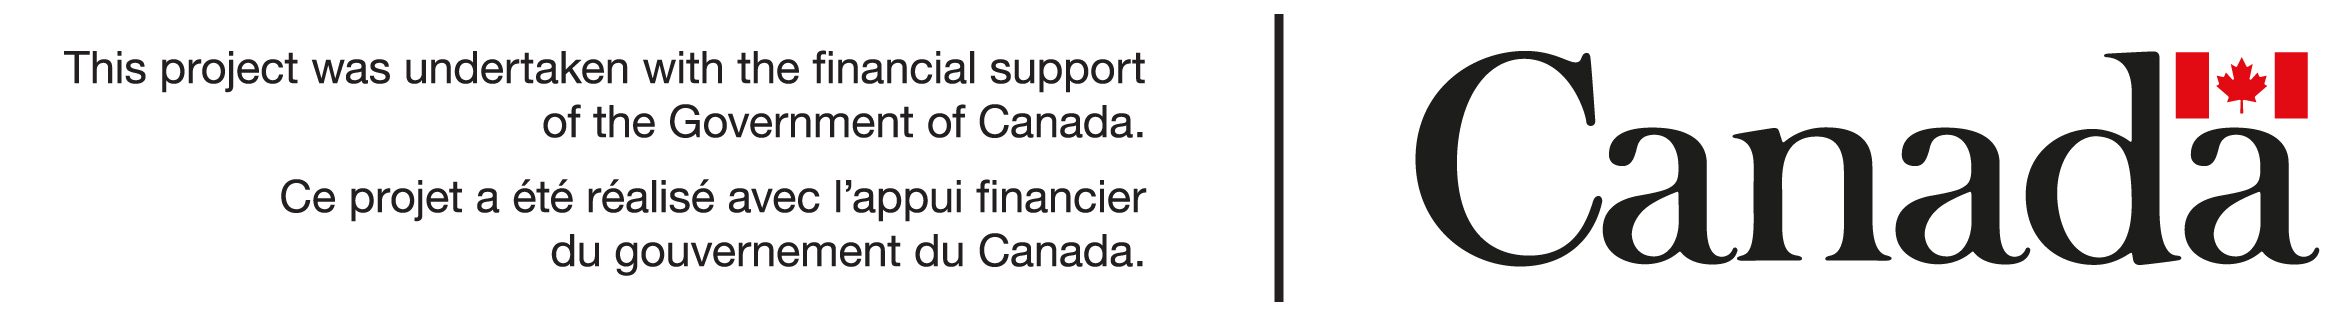 This project was undertaken with the financial support
of the Government of Canada.
Ce projet a été réalisé avec l’appui financier
du gouvernement du Canada.
Canada